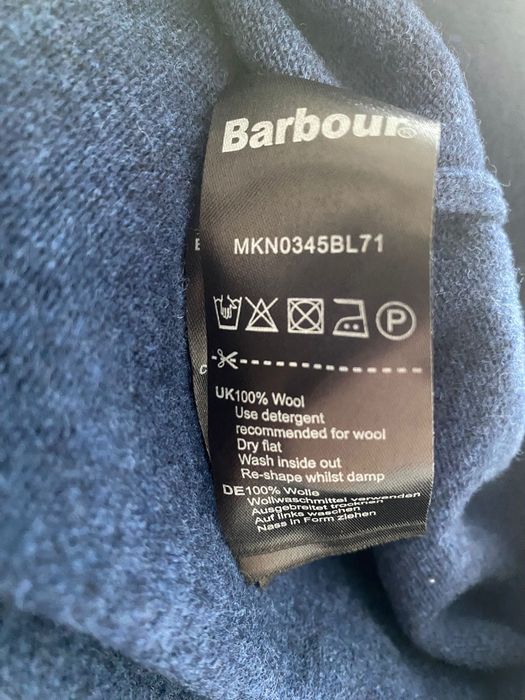 Barbour®
MKN0345BL71
P
UK100% Wool
Use detergent
recommended for wool
Dry flat
Wash inside out
Re-shape whilst damp
DE100% Wolle
Wollwaschmittel verwenden
Ausgebreitet trocknen
Auf links waschen
Nass in Form ziehen